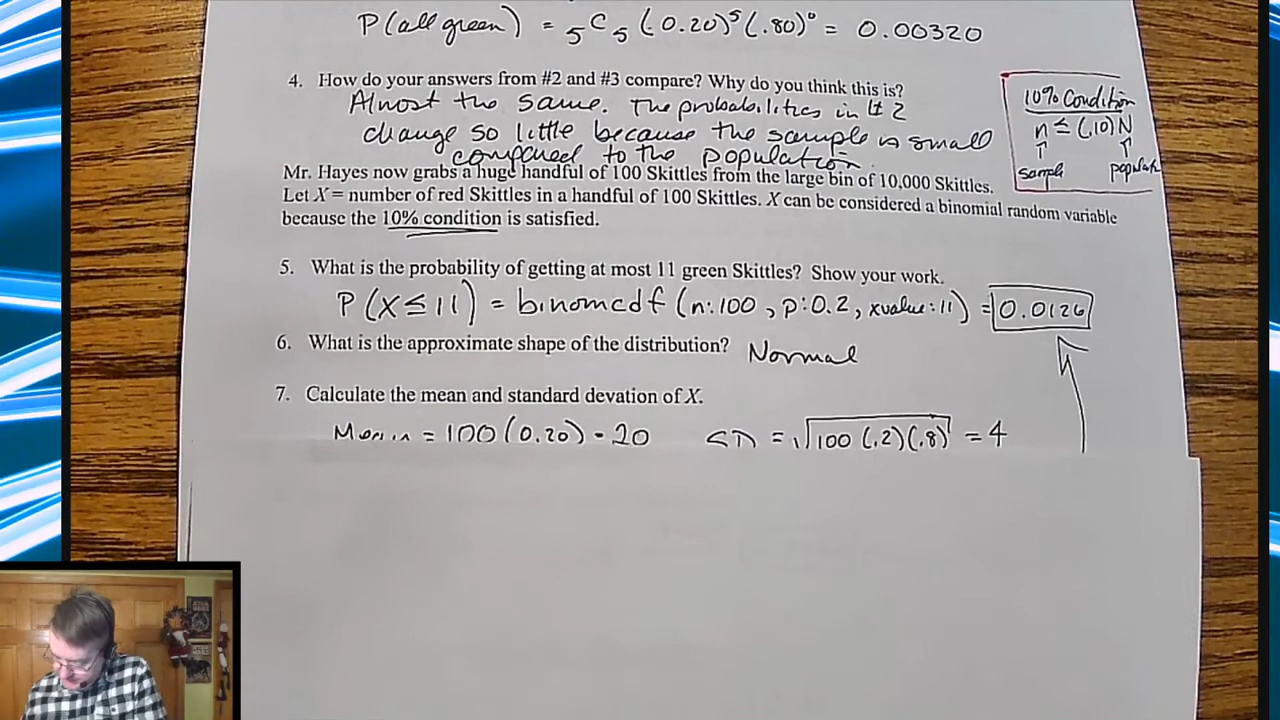 P(all green) = ₅C₅ (0.20)⁵(.80)⁰ = 0.00320
4. How do your answers from #2 and #3 compare? Why do you think this is?
Almost the same. The probabilities in #2
change so little because the sample is small
compared to the population.
10% Condition
n ≤ (.10)N
↑ ↑
sample populat
Mr. Hayes now grabs a huge handful of 100 Skittles from the large bin of 10,000 Skittles.
Let X = number of red Skittles in a handful of 100 Skittles. X can be considered a binomial random variable
because the 10% condition is satisfied.
5. What is the probability of getting at most 11 green Skittles? Show your work.
P(X ≤ 11) = binomcdf (n:100, p:0.2, xvalue:11) = 0.0126
6. What is the approximate shape of the distribution? Normal
7. Calculate the mean and standard devation of X.
Mean = 100(0.20) = 20 SD = √100(.2)(.8) = 4